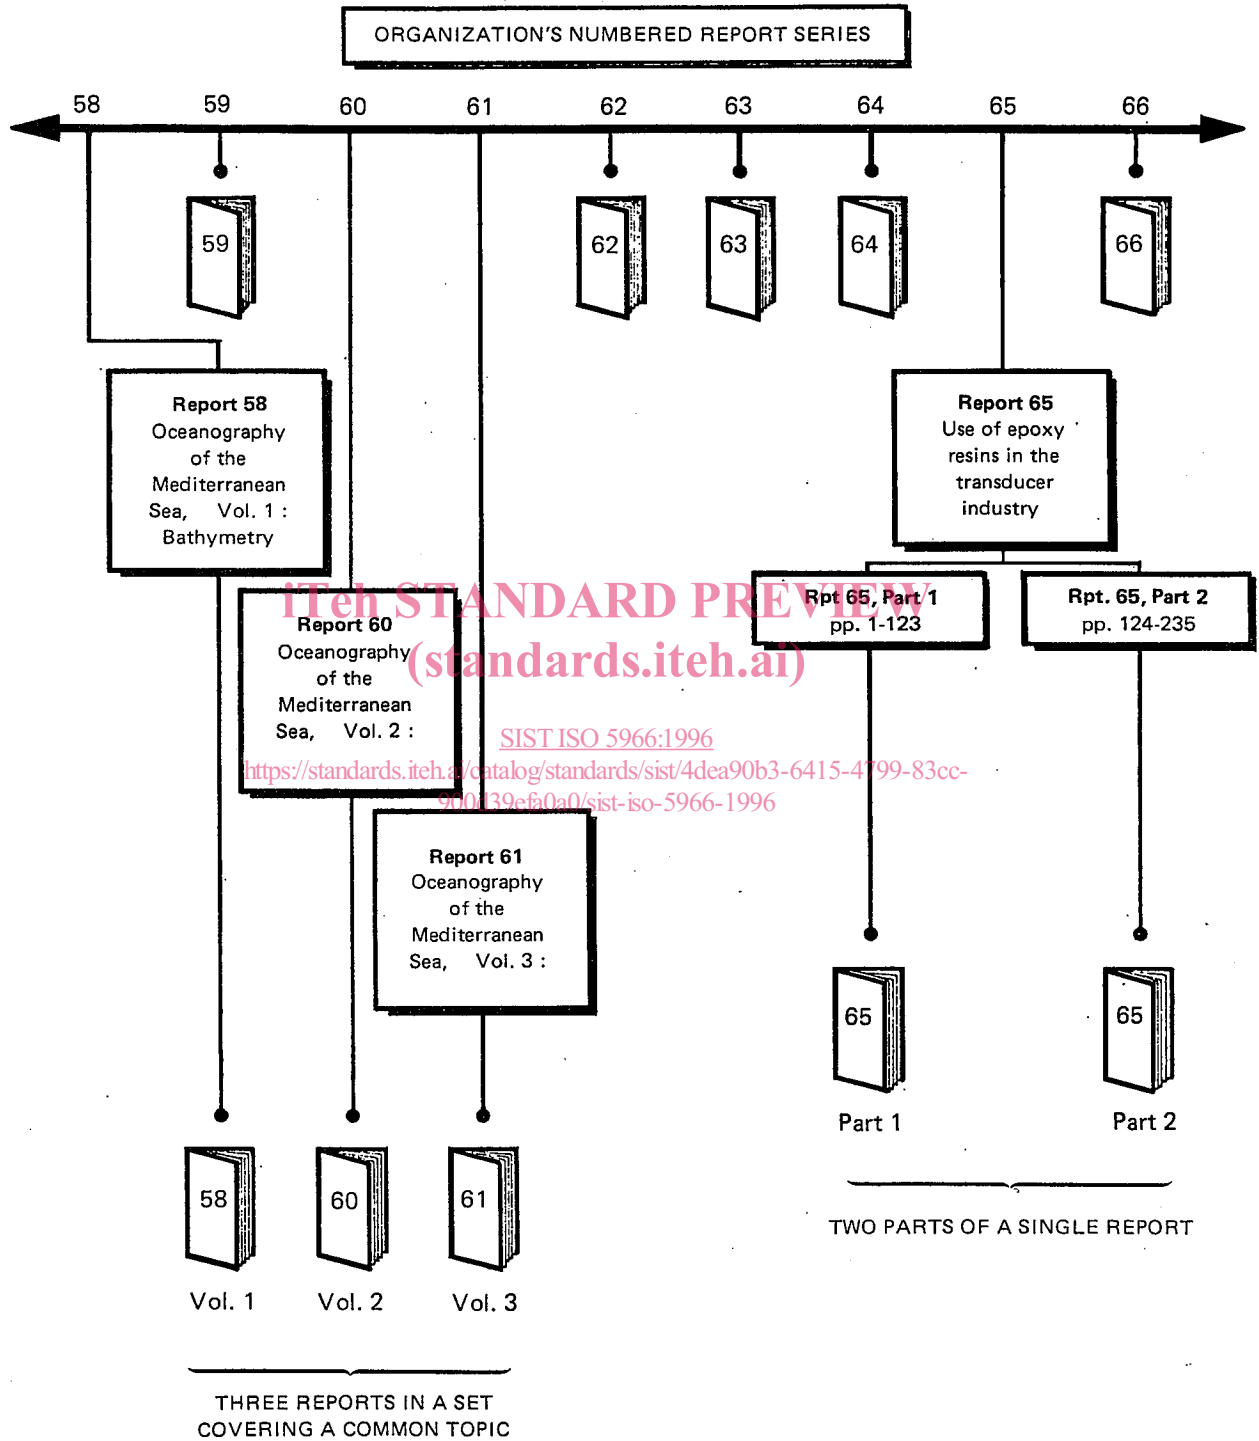 ORGANIZATION'S NUMBERED REPORT SERIES
58 59 60 61 62 63 64 65 66
59
62
63
64
66
Report 58
Oceanography
of the
Mediterranean
Sea, Vol. 1 :
Bathymetry
Report 65
Use of epoxy
resins in the
transducer
industry
iTeh STANDARD PREVIEW
(standards.iteh.ai)
Report 60
Oceanography
of the
Mediterranean
Sea, Vol. 2 :
Rpt 65, Part 1
pp. 1-123
Rpt. 65, Part 2
pp. 124-235
SIST ISO 5966:1996
https://standards.iteh.ai/catalog/standards/sist/4dea90b3-6415-4799-83cc-
900d39efa0a0/sist-iso-5966-1996
Report 61
Oceanography
of the
Mediterranean
Sea, Vol. 3 :
65
65
Part 1
Part 2
58
60
61
Vol. 1
Vol. 2
Vol. 3
TWO PARTS OF A SINGLE REPORT
THREE REPORTS IN A SET
COVERING A COMMON TOPIC